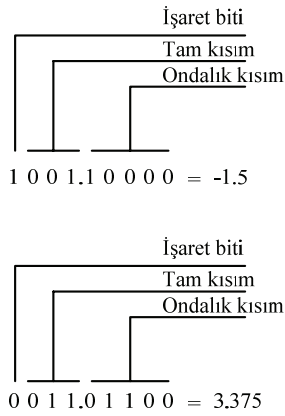 İşaret biti
Tam kısım
Ondalık kısım
1 0 0 1.1 0 0 0 0 = -1.5
İşaret biti
Tam kısım
Ondalık kısım
0 0 1 1.0 1 1 0 0 = 3.375